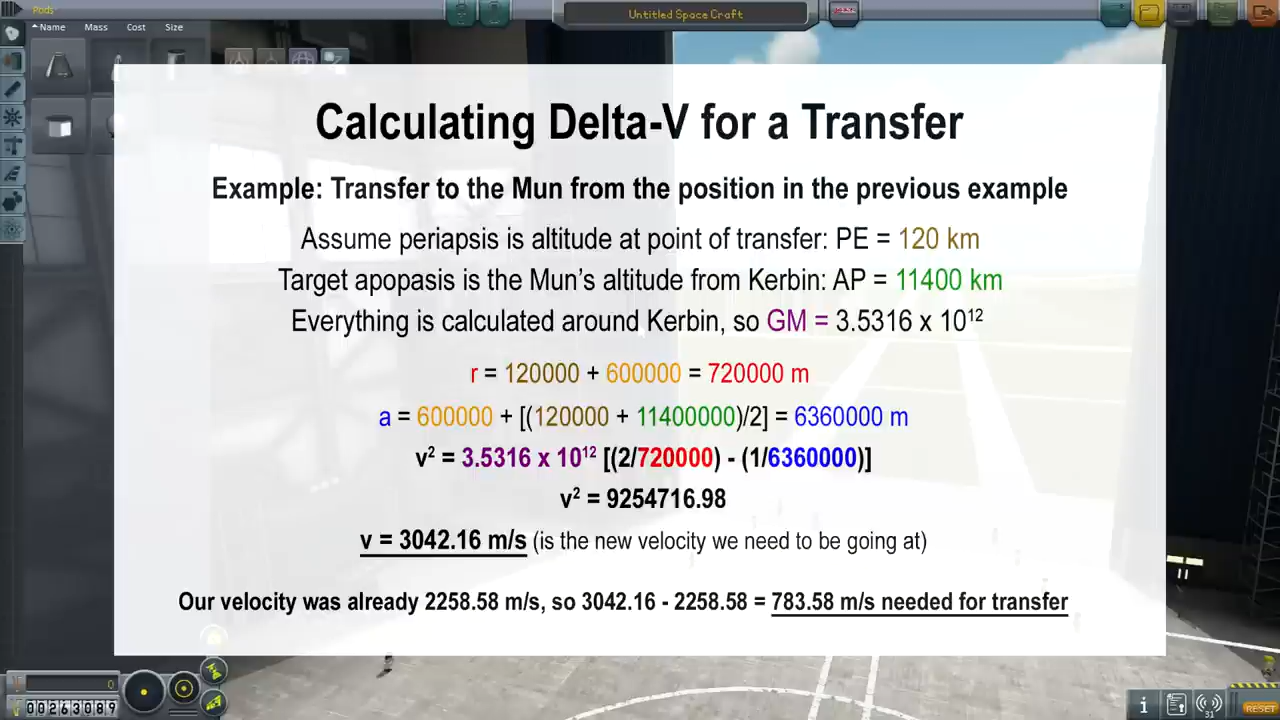 Pods
Untitled Space Craft
Name Mass Cost Size
Calculating Delta-V for a Transfer
Example: Transfer to the Mun from the position in the previous example
Assume periapsis is altitude at point of transfer: PE = 120 km
Target apopasis is the Mun's altitude from Kerbin: AP = 11400 km
Everything is calculated around Kerbin, so GM = 3.5316 x 10¹²
r = 120000 + 600000 = 720000 m
a = 600000 + [(120000 + 11400000)/2] = 6360000 m
v² = 3.5316 x 10¹² [(2/720000) - (1/6360000)]
v² = 9254716.98
v = 3042.16 m/s (is the new velocity we need to be going at)
Our velocity was already 2258.58 m/s, so 3042.16 - 2258.58 = 783.58 m/s needed for transfer
0
00263089
31
RESET